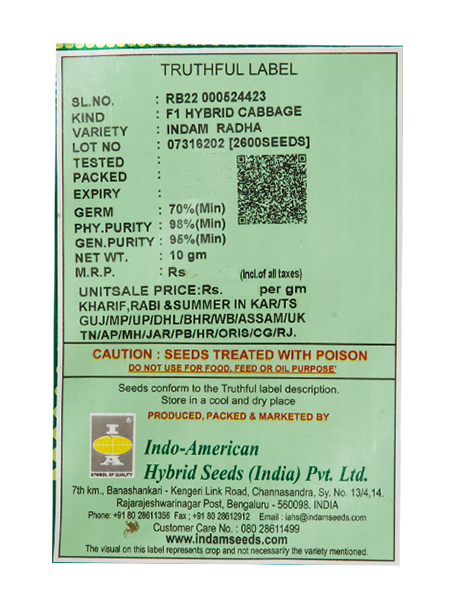 TRUTHFUL LABEL
SL.NO. : RB22 000524423
KIND : F1 HYBRID CABBAGE
VARIETY : INDAM RADHA
LOT NO : 07316202 [2600SEEDS]
TESTED :
PACKED :
EXPIRY :
GERM : 70%(Min)
PHY.PURITY : 98%(Min)
GEN.PURITY : 95%(Min)
NET WT. : 10 gm
M.R.P. : Rs (Incl.of all taxes)
UNITSALE PRICE:Rs. per gm
KHARIF,RABI &SUMMER IN KAR/TS
GUJ/MP/UP/DHL/BHR/WB/ASSAM/UK
TN/AP/MH/JAR/PB/HR/ORIS/CG/RJ.
CAUTION : SEEDS TREATED WITH POISON
DO NOT USE FOR FOOD, FEED OR OIL PURPOSE'
Seeds conform to the Truthful label description.
Store in a cool and dry place
PRODUCED, PACKED & MARKETED BY
I A
®
SYMBOL OF QUALITY
Indo-American
Hybrid Seeds (India) Pvt. Ltd.
7th km., Banashankari - Kengeri Link Road, Channasandra, Sy. No. 13/4,14.
Rajarajeshwarinagar Post, Bengaluru - 560098. INDIA
Phone: +91 80 28611356 Fax ; +91 80 28612912 Email : iahs@indamseeds.com
Customer Care No. : 080 28611499
www.indamseeds.com
The visual on this label represents crop and not necessarily the variety mentioned.